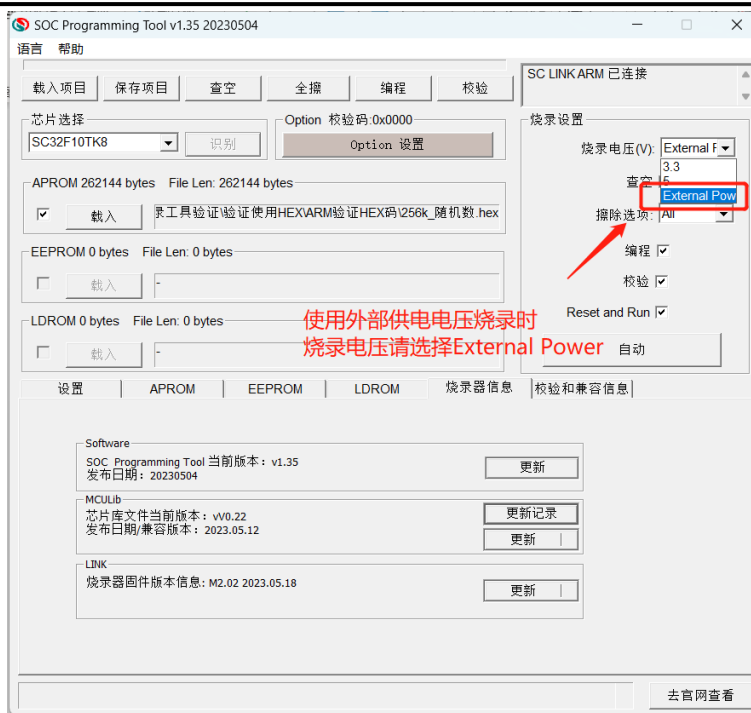 SOC Programming Tool v1.35 20230504
语言 帮助
载入项目 保存项目 查空 全擦 编程 校验
SC LINK ARM 已连接
芯片选择
SC32F10TK8 识别
Option 校验码:0x0000
Option 设置
烧录设置
烧录电压(V): External F
3.3
查空 5
External Pow
擦除选项: All
编程
校验
Reset and Run
自动
APROM 262144 bytes File Len: 262144 bytes
载入 录工具验证\验证使用HEX\ARM验证HEX码\256k_随机数.hex
EEPROM 0 bytes File Len: 0 bytes
载入 -
LDROM 0 bytes File Len: 0 bytes
载入 -
使用外部供电电压烧录时
烧录电压请选择External Power
设置 APROM EEPROM LDROM 烧录器信息 校验和兼容信息
Software
SOC Programming Tool 当前版本: v1.35
发布日期: 20230504
更新
MCULib
芯片库文件当前版本: vV0.22
发布日期/兼容版本: 2023.05.12
更新记录
更新
LINK
烧录器固件版本信息: M2.02 2023.05.18
更新
去官网查看